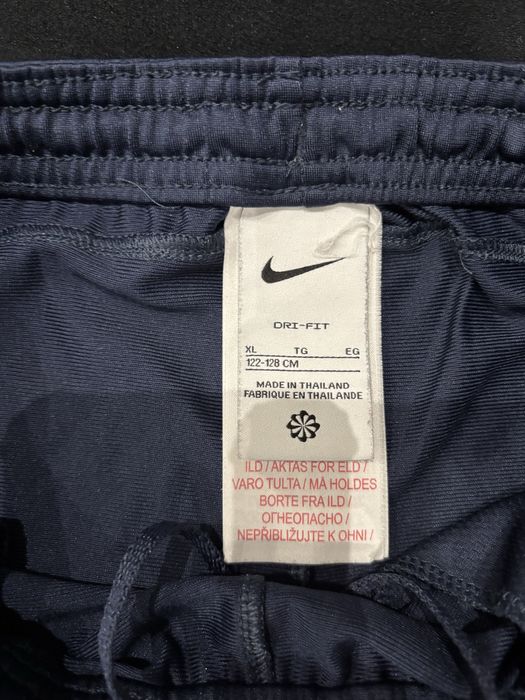 DRI-FIT
XL TG EG
122-128 CM
MADE IN THAILAND
FABRIQUE EN THAILANDE
ILD / AKTAS FÖR ELD /
VARO TULTA / MÅ HOLDES
BORTE FRA ILD /
ОГНЕОПАСНО /
NEPŘIBLIŽUJTE K OHNI /